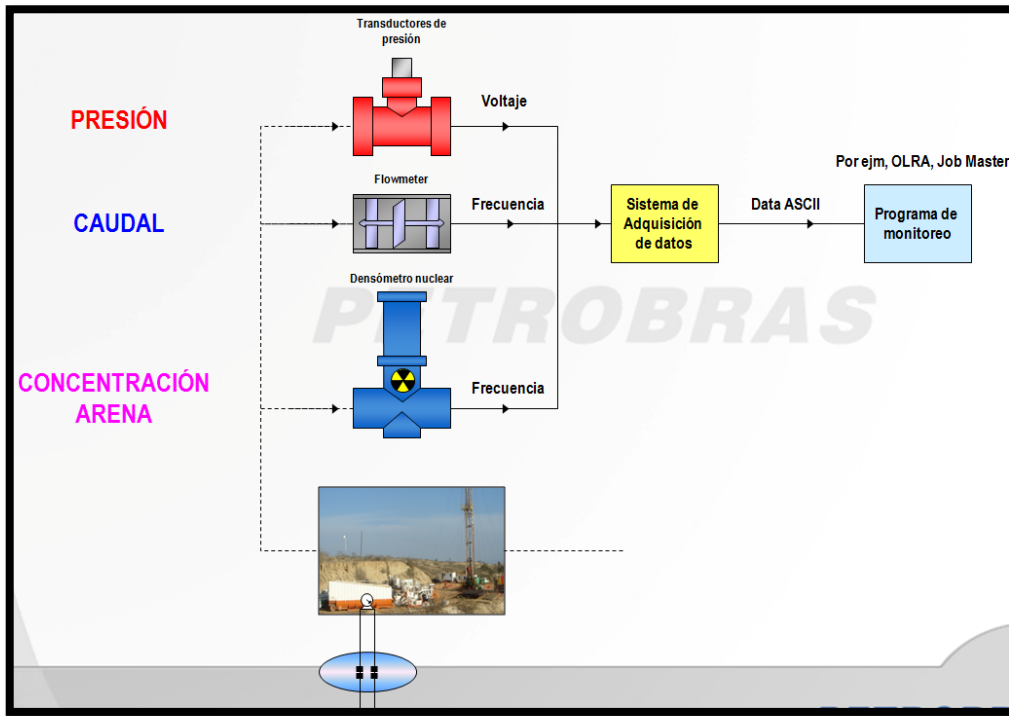 Transductores de
presión
PRESIÓN
Voltaje
Por ejm, OLRA, Job Master
Flowmeter
CAUDAL
Frecuencia
Sistema de
Adquisición
de datos
Data ASCII
Programa de
monitoreo
Densómetro nuclear
PETROBRAS
CONCENTRACIÓN
ARENA
Frecuencia